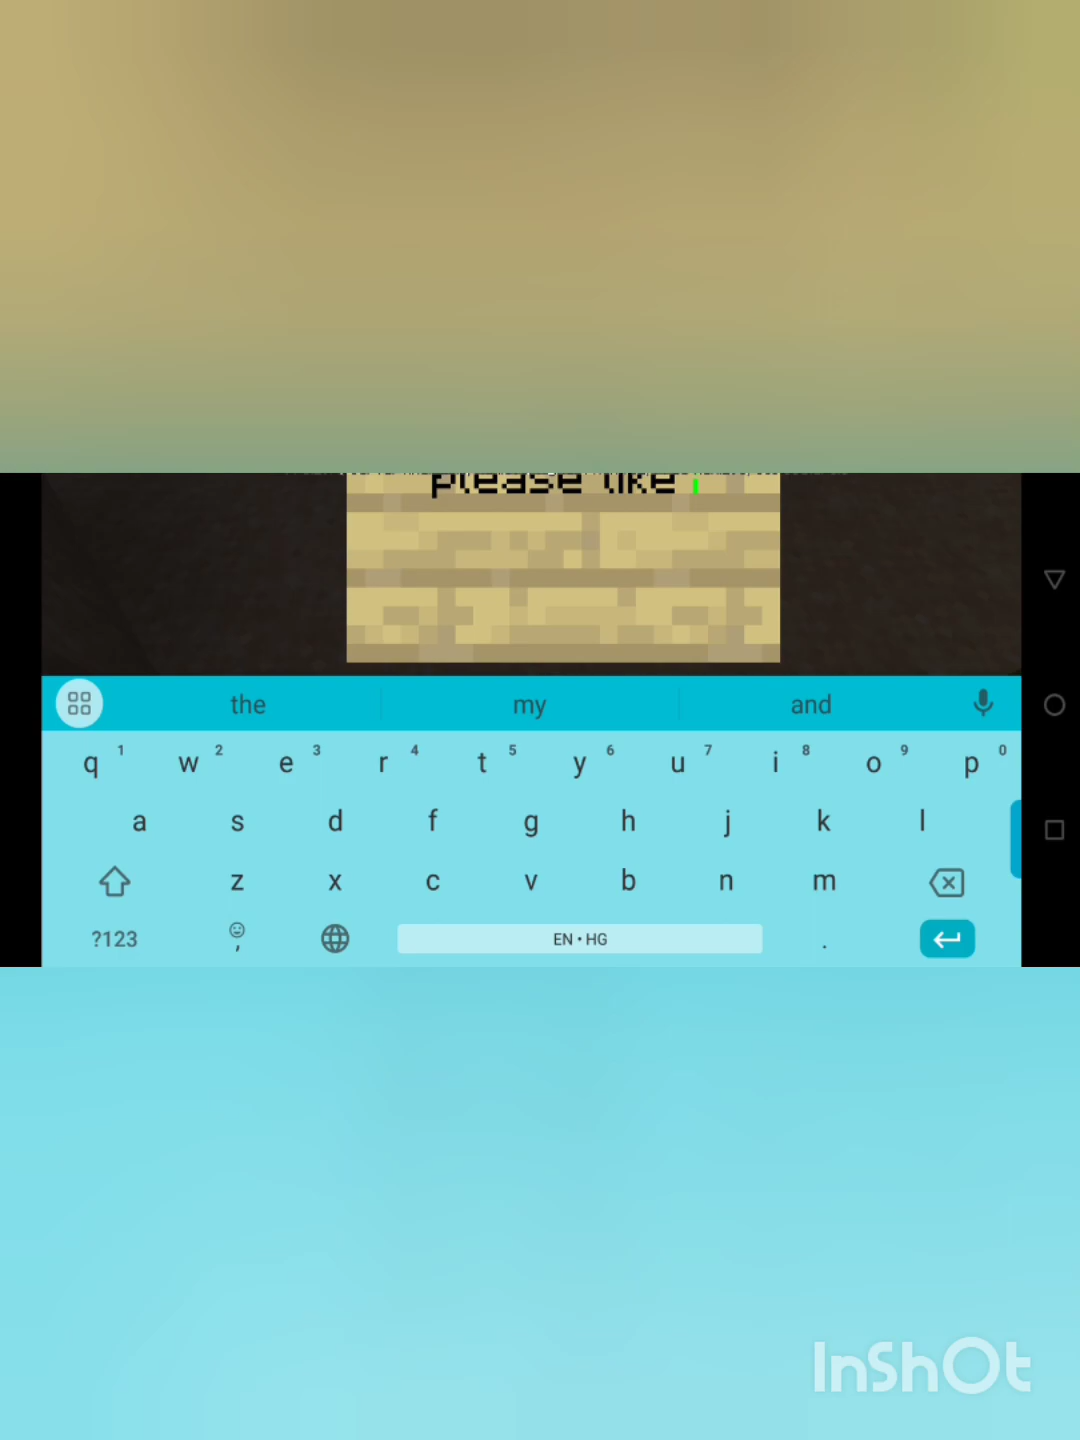 please like
the my and
q 1 w 2 e 3 r 4 t 5 y 6 u 7 i 8 o 9 p 0
a s d f g h j k l
z x c v b n m
?123 , EN • HG .
InShOt